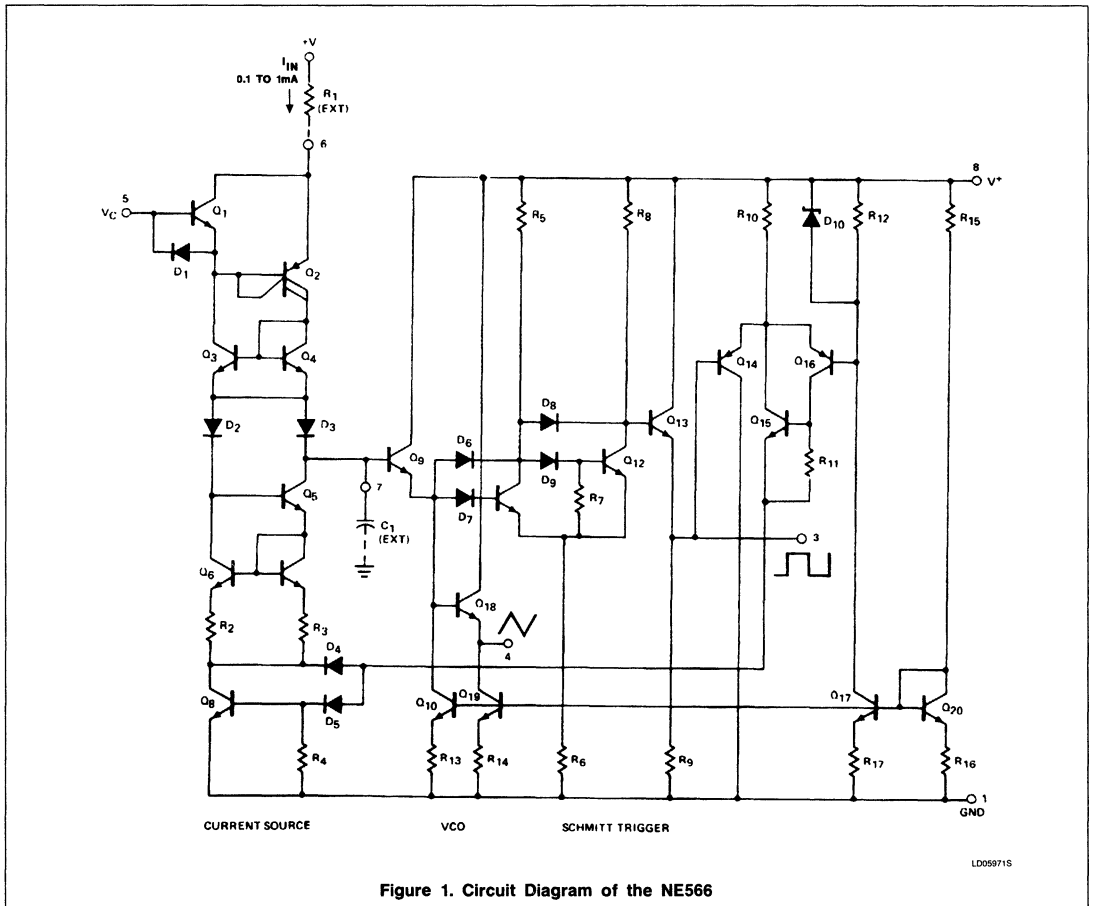 +V
I_IN
0.1 TO 1mA
R1
(EXT)
6
5
VC
Q1
D1
Q2
Q3
Q4
D2
D3
Q5
Q6
R2
R3
D4
Q8
D5
R4
7
C1
(EXT)
Q9
D6
D7
D8
D9
R5
R8
Q12
R7
Q13
Q18
4
Q10
Q19
R13
R14
R6
R9
3
8
V+
R10
D10
R12
R15
Q14
Q16
Q15
R11
Q17
Q20
R17
R16
1
GND
CURRENT SOURCE
VCO
SCHMITT TRIGGER
LD05971S
Figure 1. Circuit Diagram of the NE566